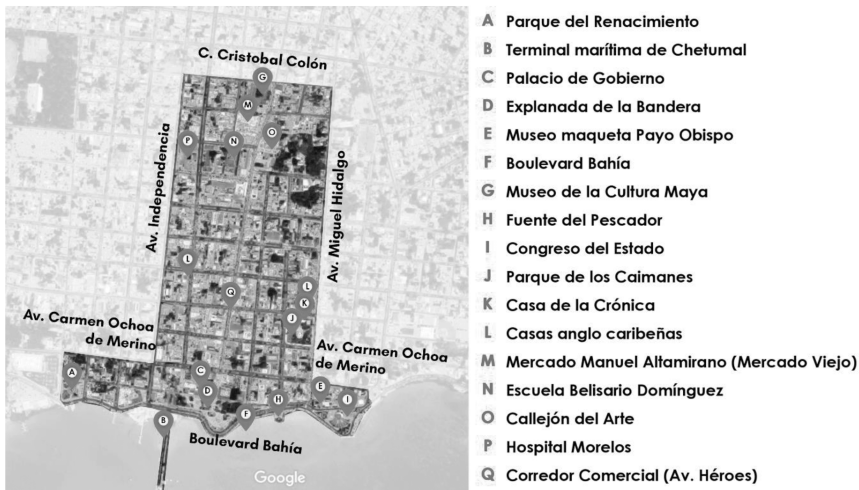 C. Cristobal Colón
G
M
O
P
N
Av. Independencia
Av. Miguel Hidalgo
L
L
Q
K
J
Av. Carmen Ochoa
de Merino
Av. Carmen Ochoa
de Merino
A
C
D
E
H
I
B
F
Boulevard Bahía
Google
A Parque del Renacimiento
B Terminal marítima de Chetumal
C Palacio de Gobierno
D Explanada de la Bandera
E Museo maqueta Payo Obispo
F Boulevard Bahía
G Museo de la Cultura Maya
H Fuente del Pescador
I Congreso del Estado
J Parque de los Caimanes
K Casa de la Crónica
L Casas anglo caribeñas
M Mercado Manuel Altamirano (Mercado Viejo)
N Escuela Belisario Domínguez
O Callejón del Arte
P Hospital Morelos
Q Corredor Comercial (Av. Héroes)